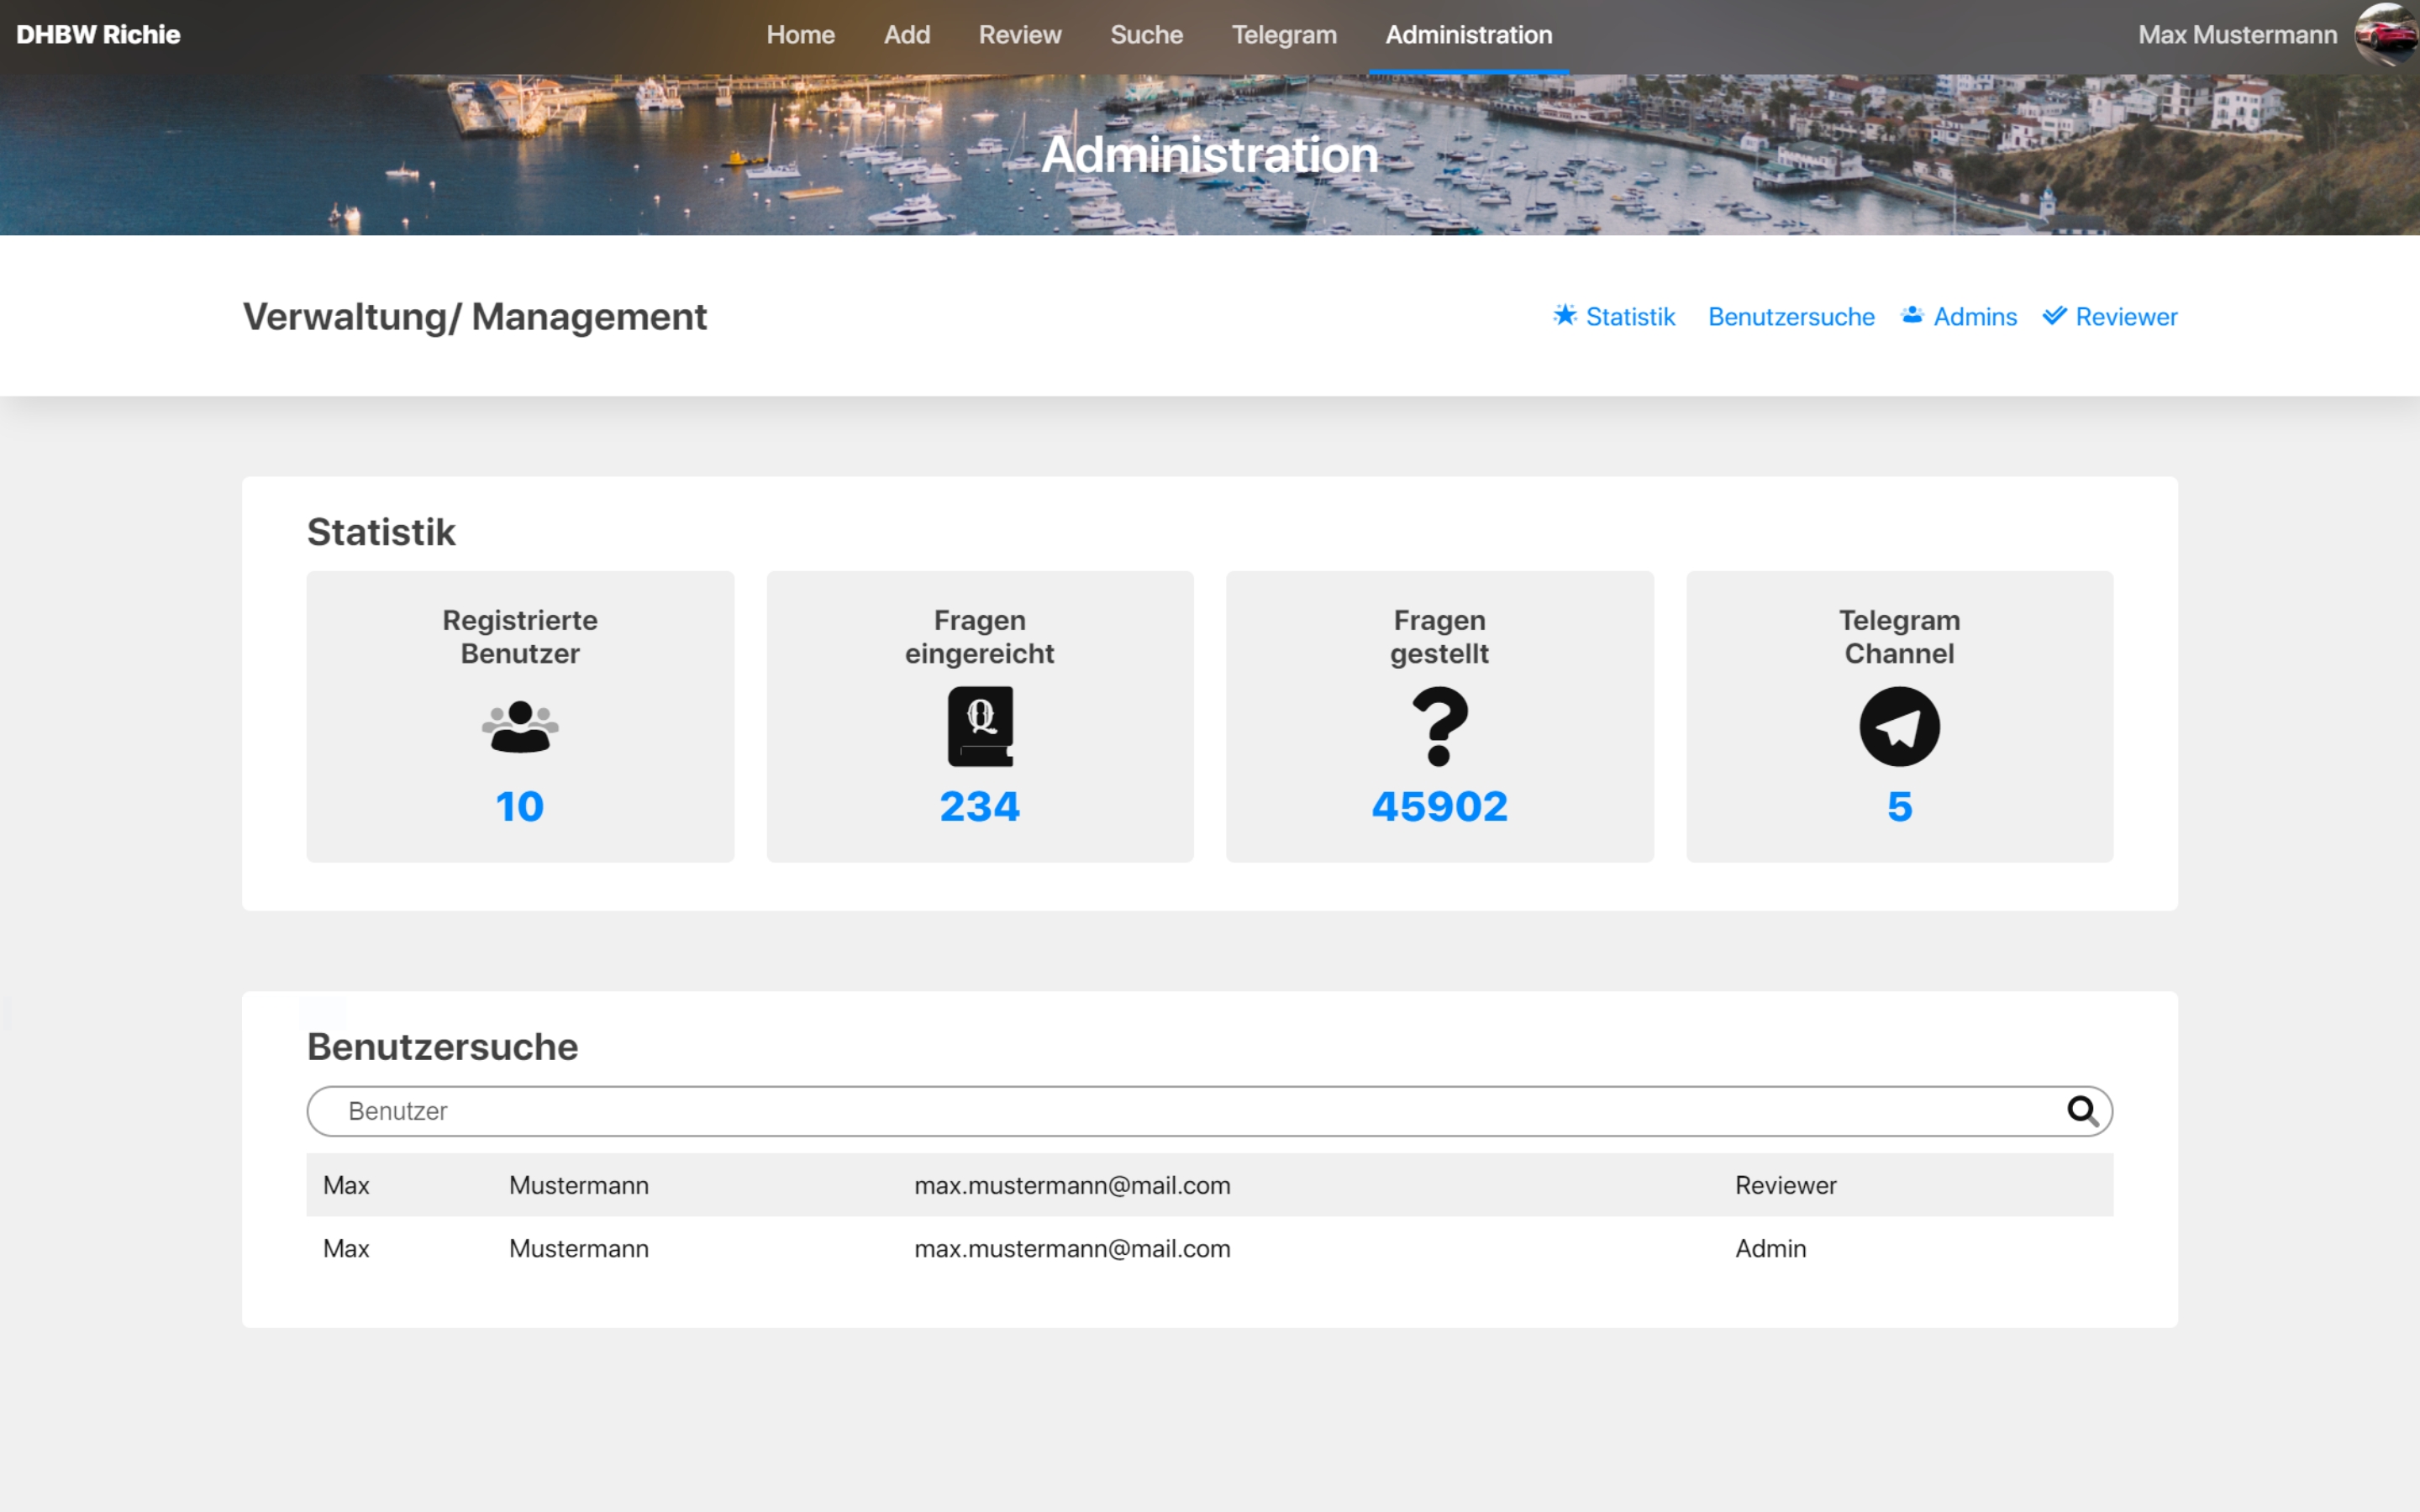 DHBW Richie
Home Add Review Suche Telegram Administration
Max Mustermann
Administration
Verwaltung/ Management
Statistik Benutzersuche Admins Reviewer
Statistik
Registrierte
Benutzer
10
Fragen
eingereicht
Q
234
Fragen
gestellt
?
45902
Telegram
Channel
5
Benutzersuche
Benutzer
Max Mustermann max.mustermann@mail.com Reviewer
Max Mustermann max.mustermann@mail.com Admin